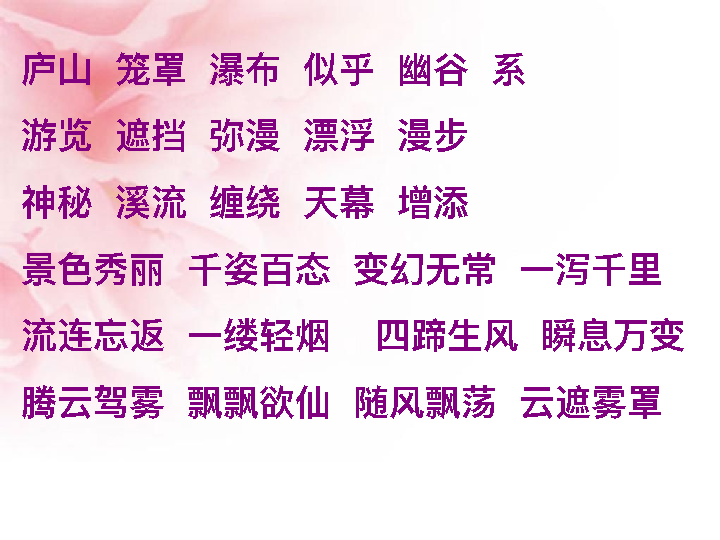 庐山 笼罩 瀑布 似乎 幽谷 系
游览 遮挡 弥漫 漂浮 漫步
神秘 溪流 缠绕 天幕 增添
景色秀丽 千姿百态 变幻无常 一泻千里
流连忘返 一缕轻烟 四蹄生风 瞬息万变
腾云驾雾 飘飘欲仙 随风飘荡 云遮雾罩